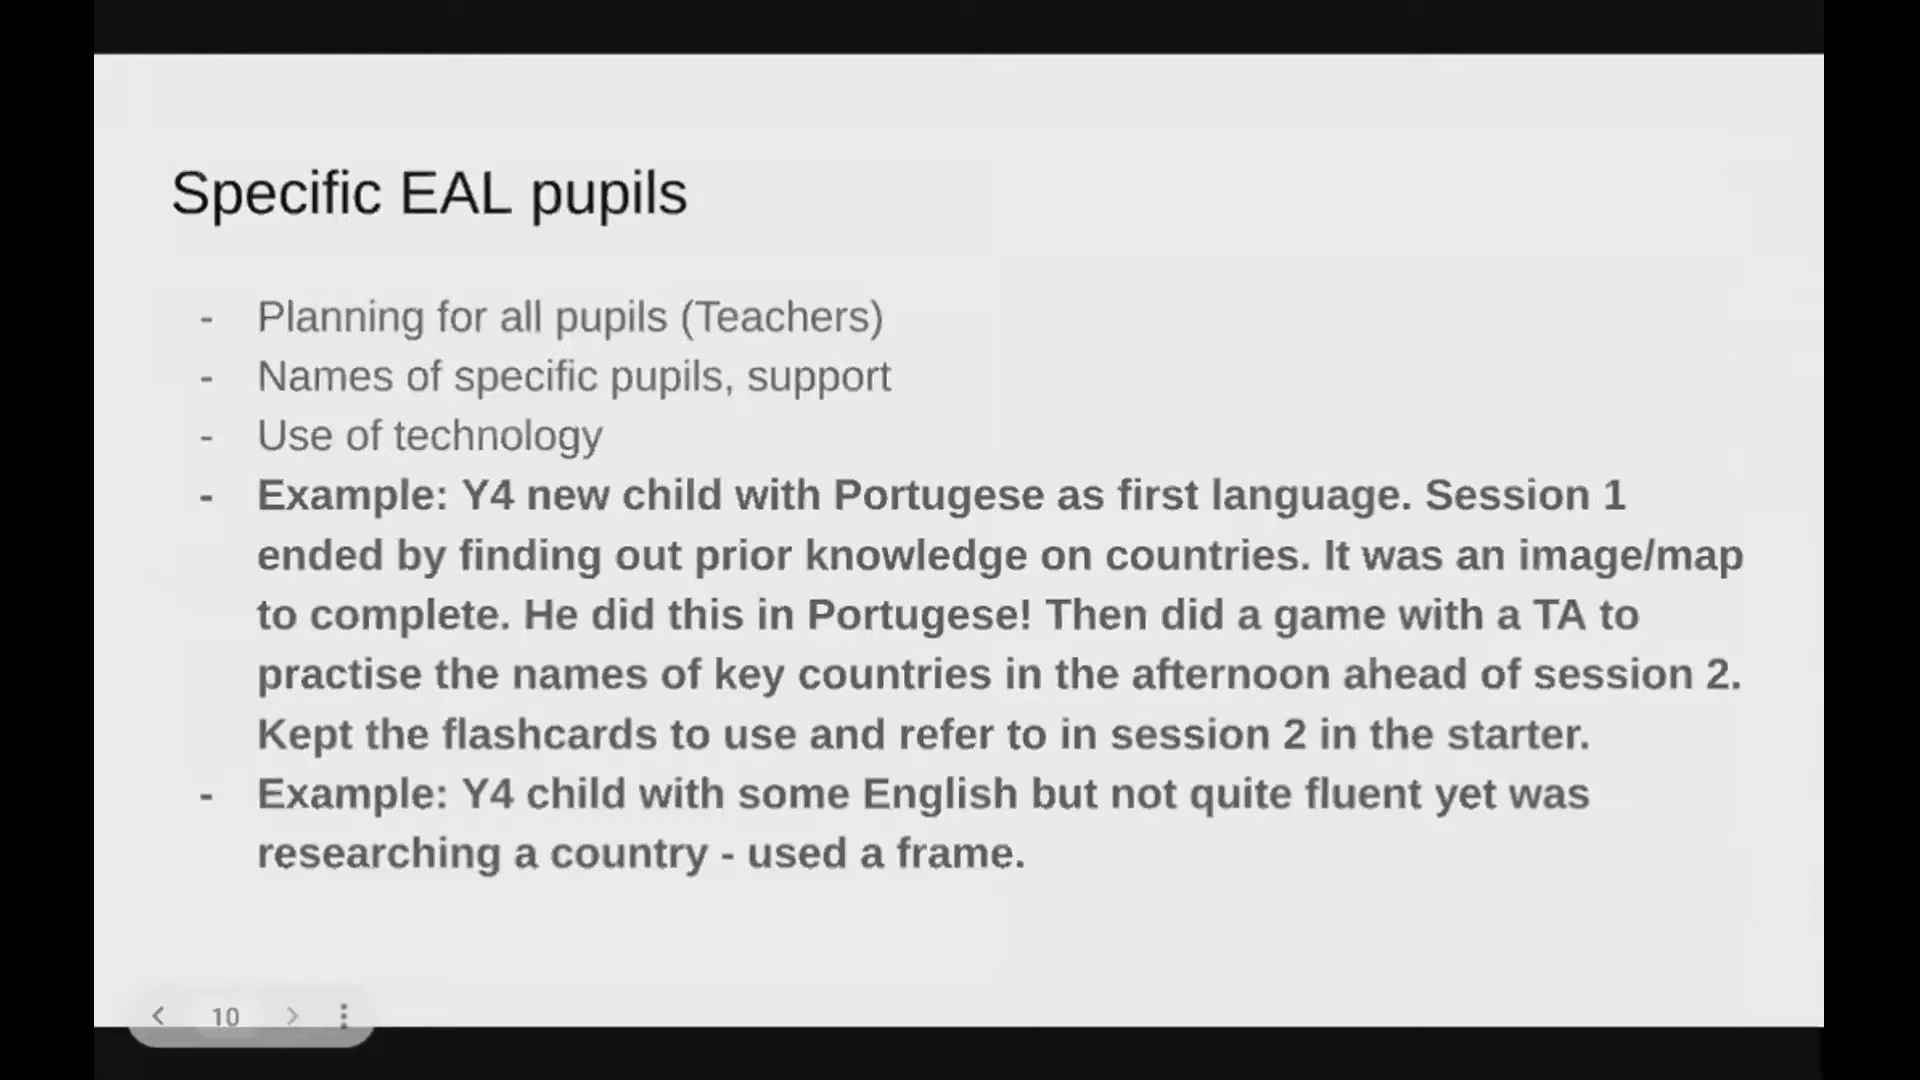 Specific EAL pupils
- Planning for all pupils (Teachers)
- Names of specific pupils, support
- Use of technology
- Example: Y4 new child with Portugese as first language. Session 1
ended by finding out prior knowledge on countries. It was an image/map
to complete. He did this in Portugese! Then did a game with a TA to
practise the names of key countries in the afternoon ahead of session 2.
Kept the flashcards to use and refer to in session 2 in the starter.
- Example: Y4 child with some English but not quite fluent yet was
researching a country - used a frame.
10